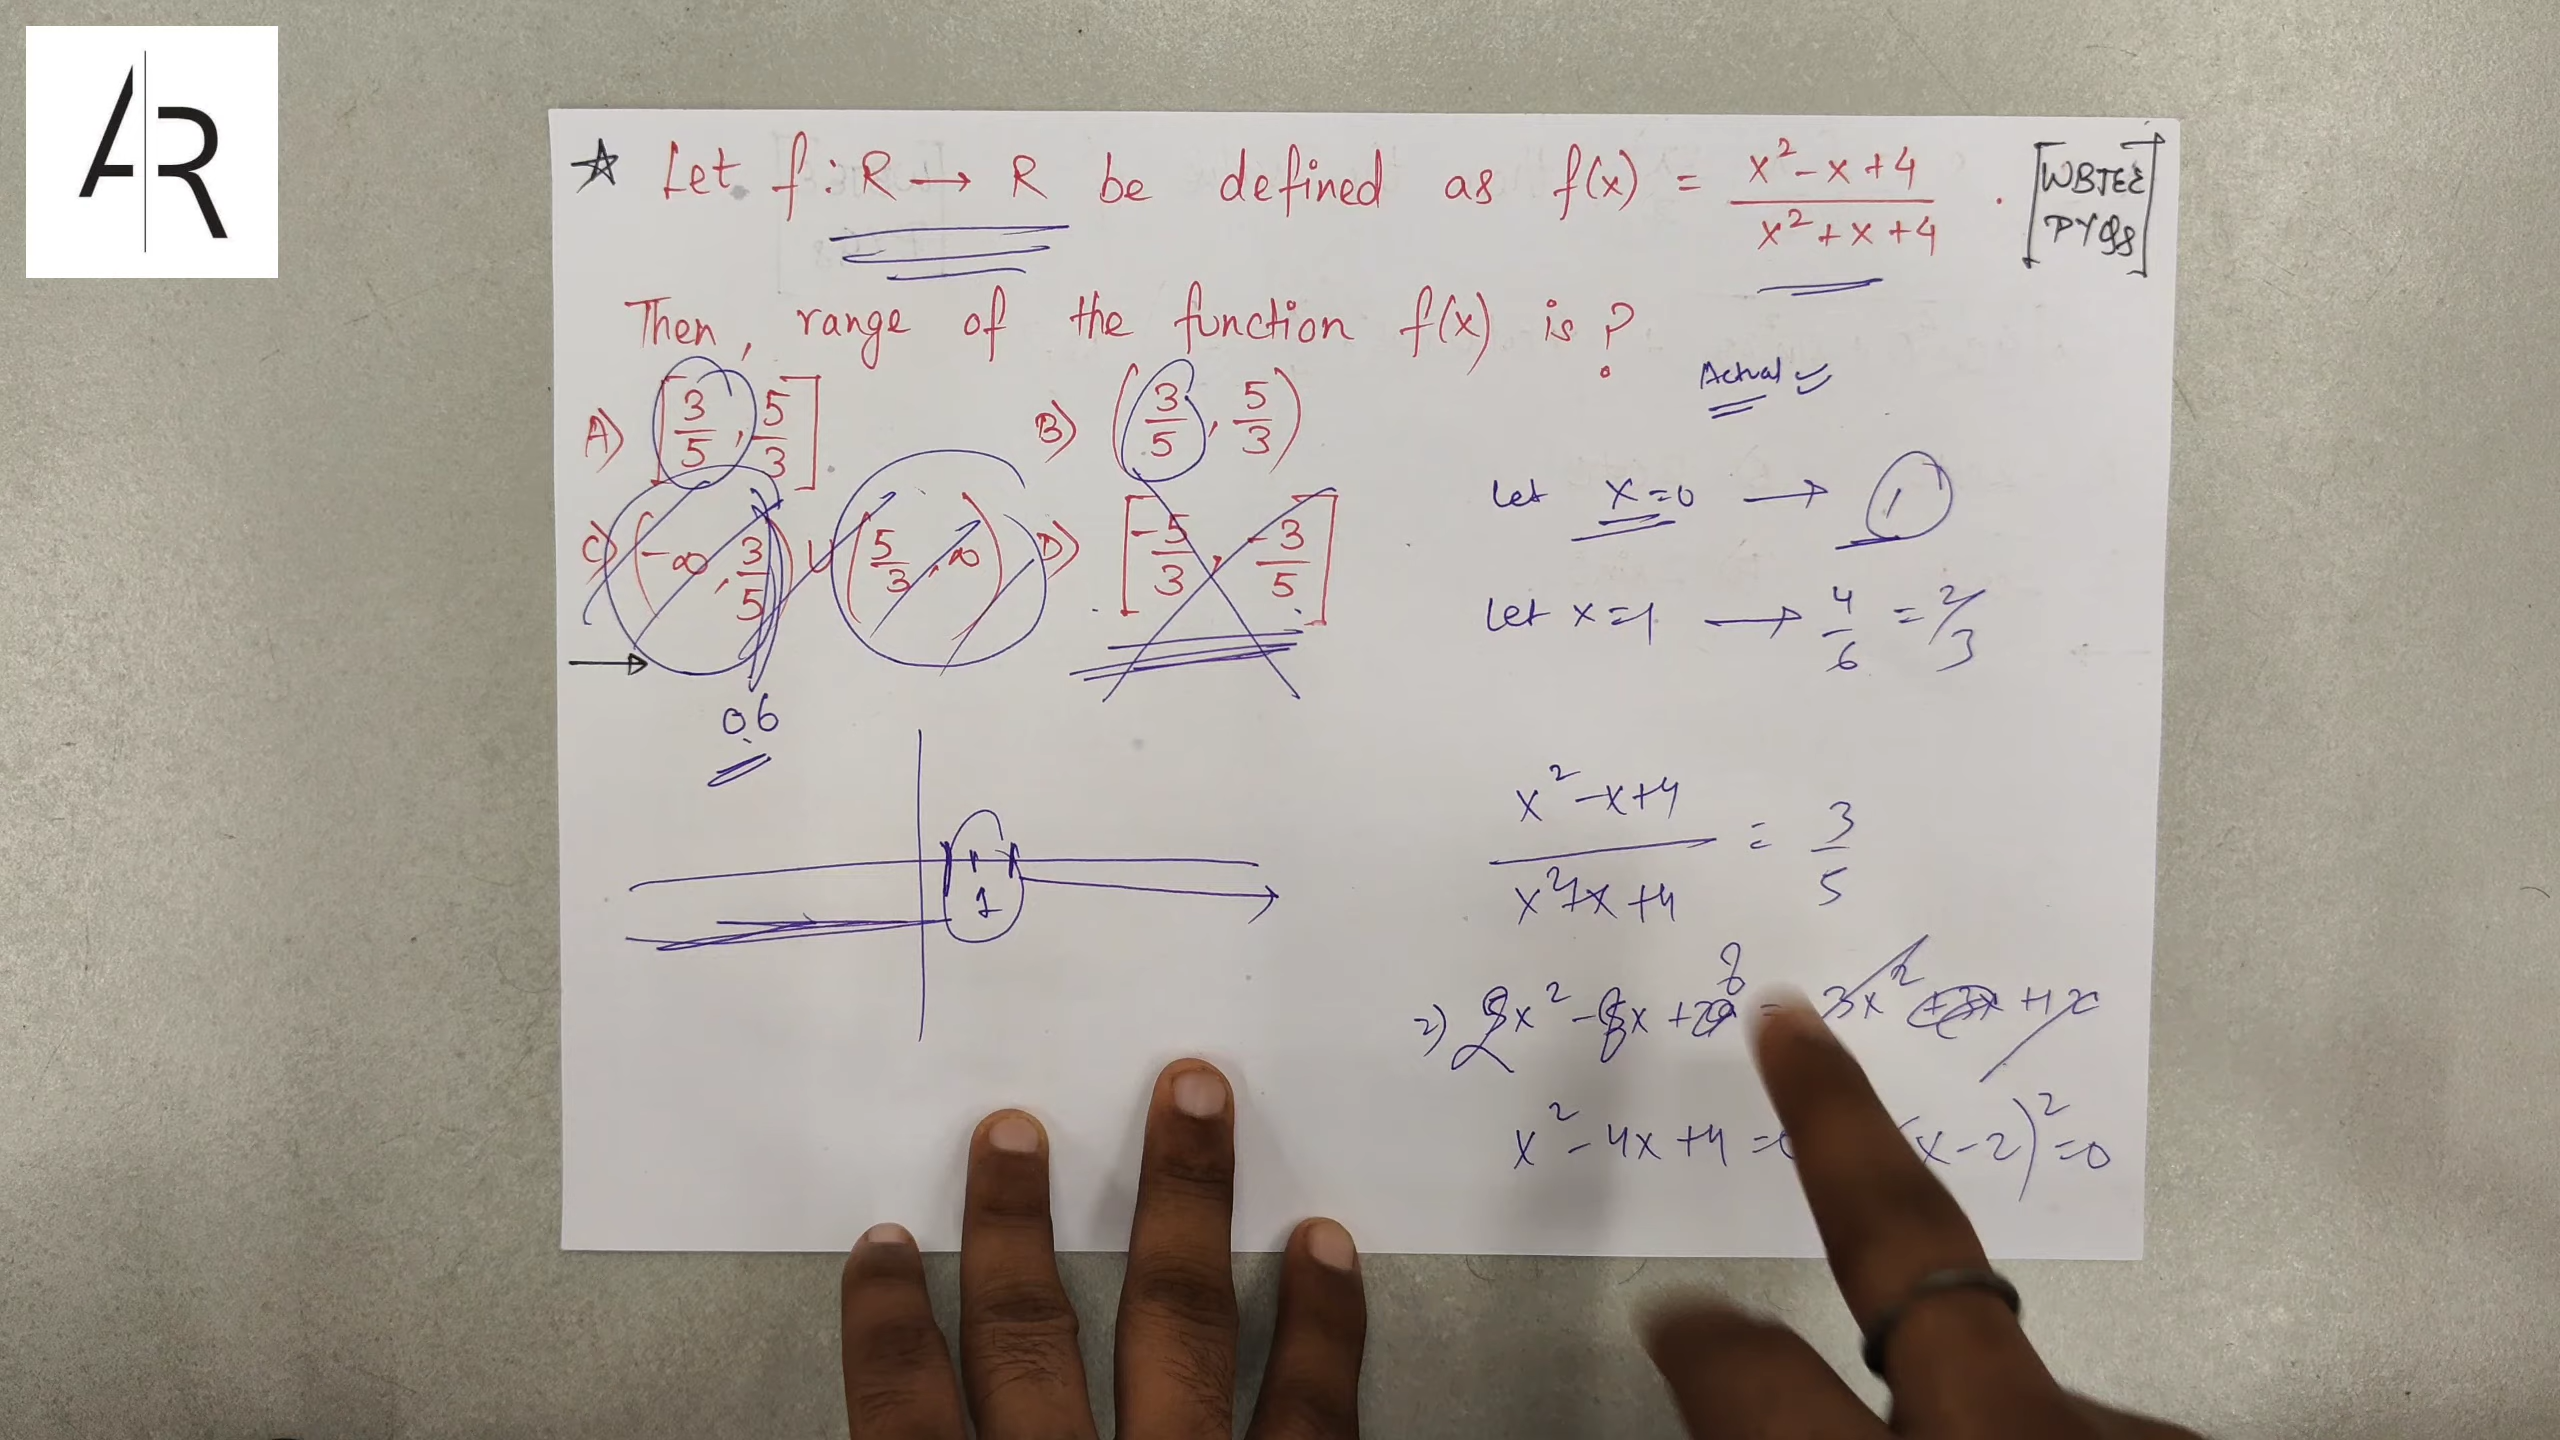 AR
☆ Let f : R → R be defined as f(x) = (x² - x + 4)/(x² + x + 4) .
[WBJEE PYQs]
Then, range of the function f(x) is ?
Actual
A) [3/5, 5/3]
B) (3/5, 5/3)
Let x=0 → 1
C) (-∞, 3/5) ∪ (5/3, ∞)
D) [-5/3, -3/5]
Let x=1 → 4/6 = 2/3
0.6
1
(x² - x + 4)/(x² + x + 4) = 3/5
x² - 4x + 4 =
x - 2)² = 0